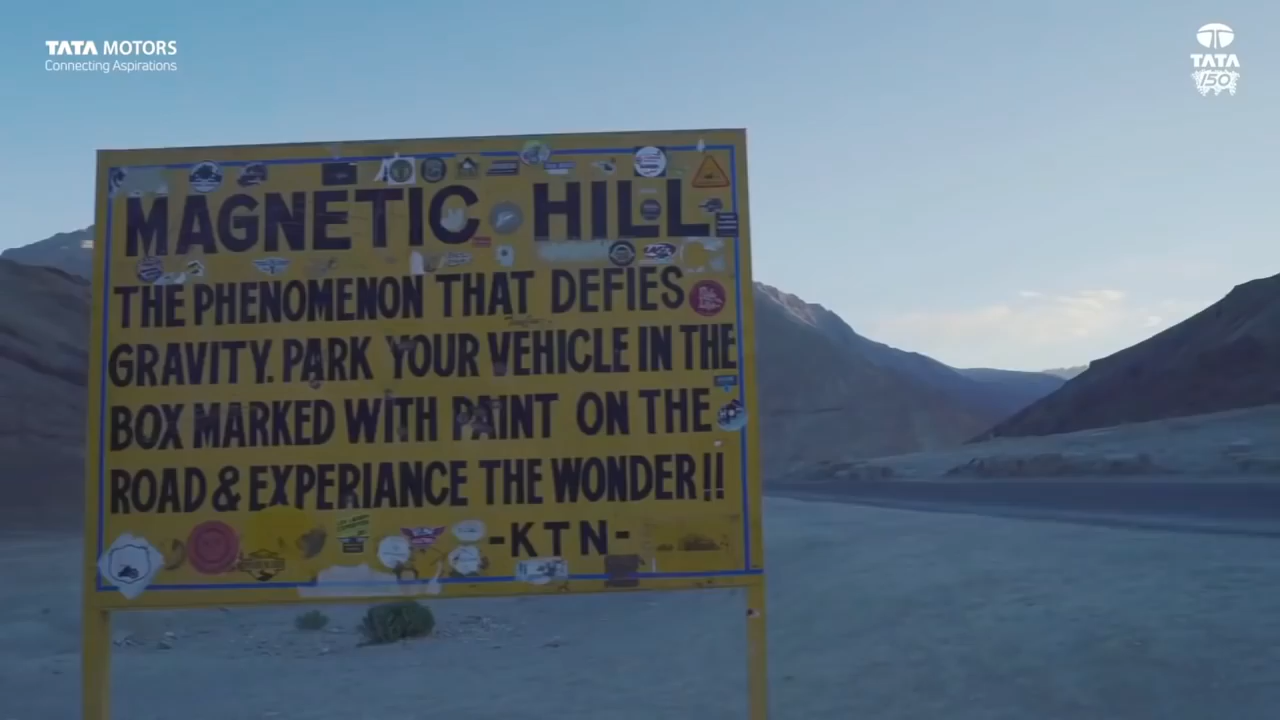 TATA MOTORS
Connecting Aspirations
TATA
150
MAGNETIC HILL
THE PHENOMENON THAT DEFIES
GRAVITY. PARK YOUR VEHICLE IN THE
BOX MARKED WITH PAINT ON THE
ROAD & EXPERIANCE THE WONDER !!
-KTN-